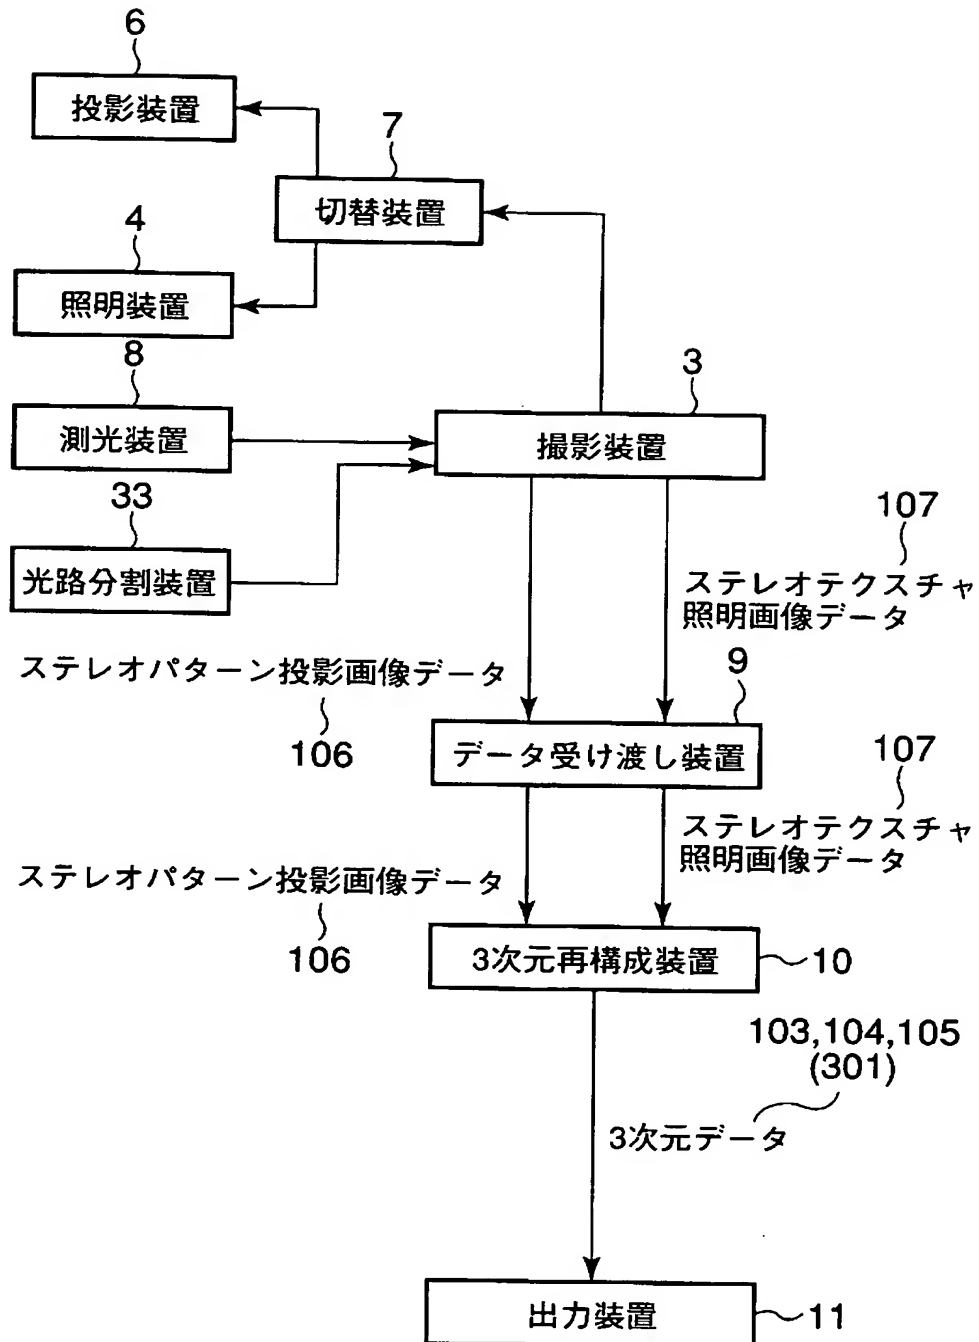 6
投影装置
7
切替装置
4
照明装置
8
測光装置
3
撮影装置
33
光路分割装置
107
ステレオテクスチャ
照明画像データ
ステレオパターン投影画像データ
106
9
データ受け渡し装置
107
ステレオテクスチャ
照明画像データ
ステレオパターン投影画像データ
106
3次元再構成装置
10
103,104,105
(301)
3次元データ
出力装置
11